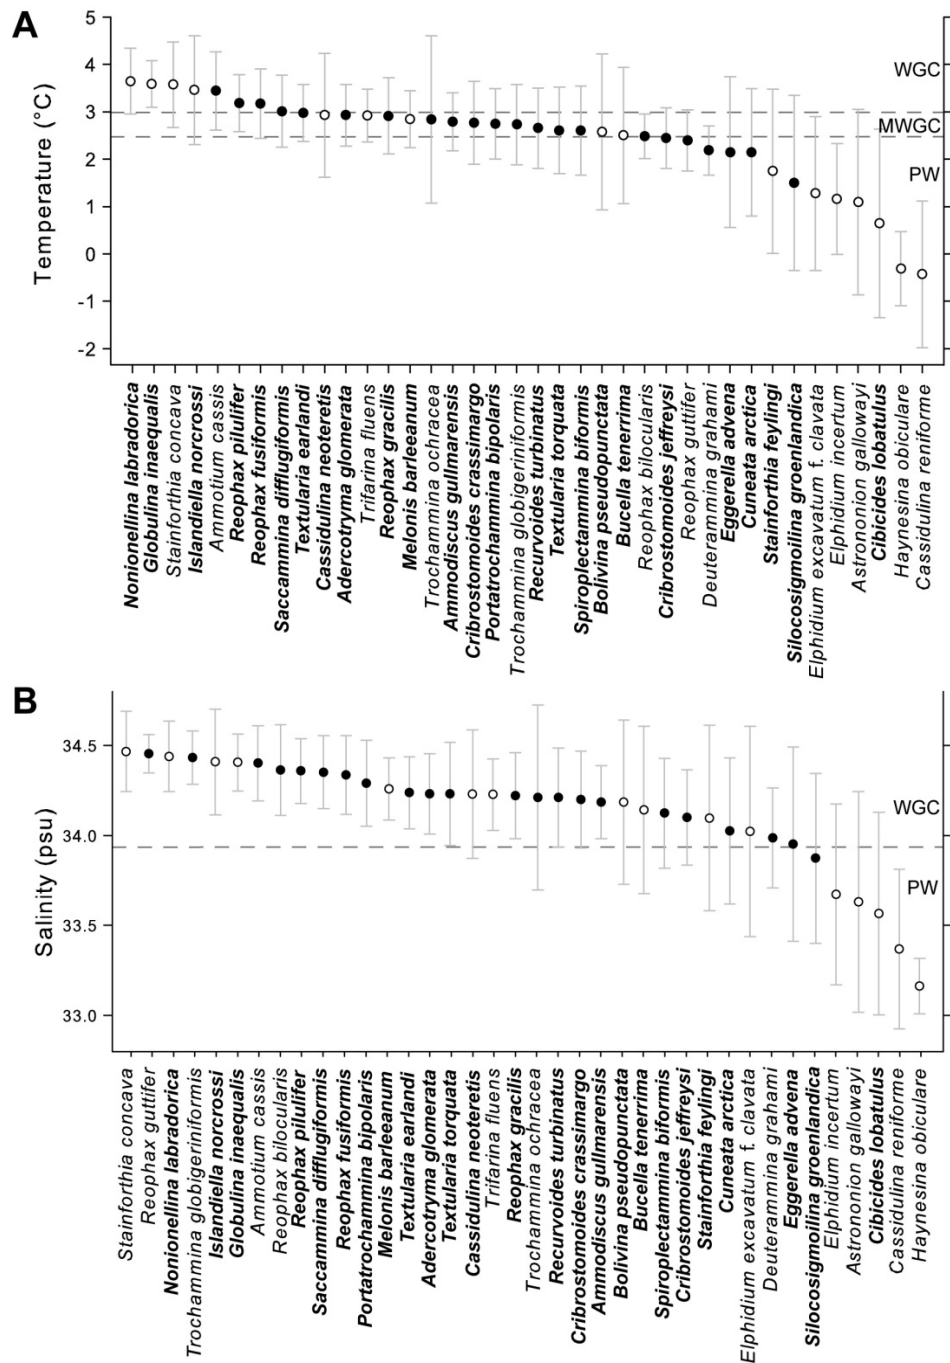 A
Temperature (°C)
5
4
3
2
1
0
-1
-2
WGC
MWGC
PW
Nonionellina labradorica
Globulina inaequalis
Stainforthia concava
Islandiella norcrossi
Ammotium cassis
Reophax pilulifer
Reophax fusiformis
Saccammina difflugiformis
Textularia earlandi
Cassidulina neoteretis
Adercotryma glomerata
Trifarina fluens
Reophax gracilis
Melonis barleeanum
Trochammina ochracea
Ammodiscus gullmarensis
Cribrostomoides crassimargo
Portatrochammina bipolaris
Trochammina globigeriniformis
Recurvoides turbinatus
Textularia torquata
Spiroplectammina biformis
Bolivina pseudopunctata
Bucella tenerrima
Reophax bilocularis
Cribrostomoides jeffreysi
Reophax guttifer
Deuterammina grahami
Eggerella advena
Cuneata arctica
Stainforthia feylingi
Silocosigmoilina groenlandica
Elphidium excavatum f. clavata
Elphidium incertum
Astrononion gallowayi
Cibicides lobatulus
Haynesina obiculare
Cassidulina reniforme
B
Salinity (psu)
34.5
34.0
33.5
33.0
WGC
PW
Stainforthia concava
Reophax guttifer
Nonionellina labradorica
Trochammina globigeriniformis
Islandiella norcrossi
Globulina inaequalis
Ammotium cassis
Reophax bilocularis
Reophax pilulifer
Saccammina difflugiformis
Reophax fusiformis
Portatrochammina bipolaris
Melonis barleeanum
Textularia earlandi
Adercotryma glomerata
Textularia torquata
Cassidulina neoteretis
Trifarina fluens
Reophax gracilis
Trochammina ochracea
Recurvoides turbinatus
Cribrostomoides crassimargo
Ammodiscus gullmarensis
Bolivina pseudopunctata
Bucella tenerrima
Spiroplectammina biformis
Cribrostomoides jeffreysi
Stainforthia feylingi
Cuneata arctica
Elphidium excavatum f. clavata
Deuterammina grahami
Eggerella advena
Silocosigmoilina groenlandica
Elphidium incertum
Astrononion gallowayi
Cibicides lobatulus
Cassidulina reniforme
Haynesina obiculare